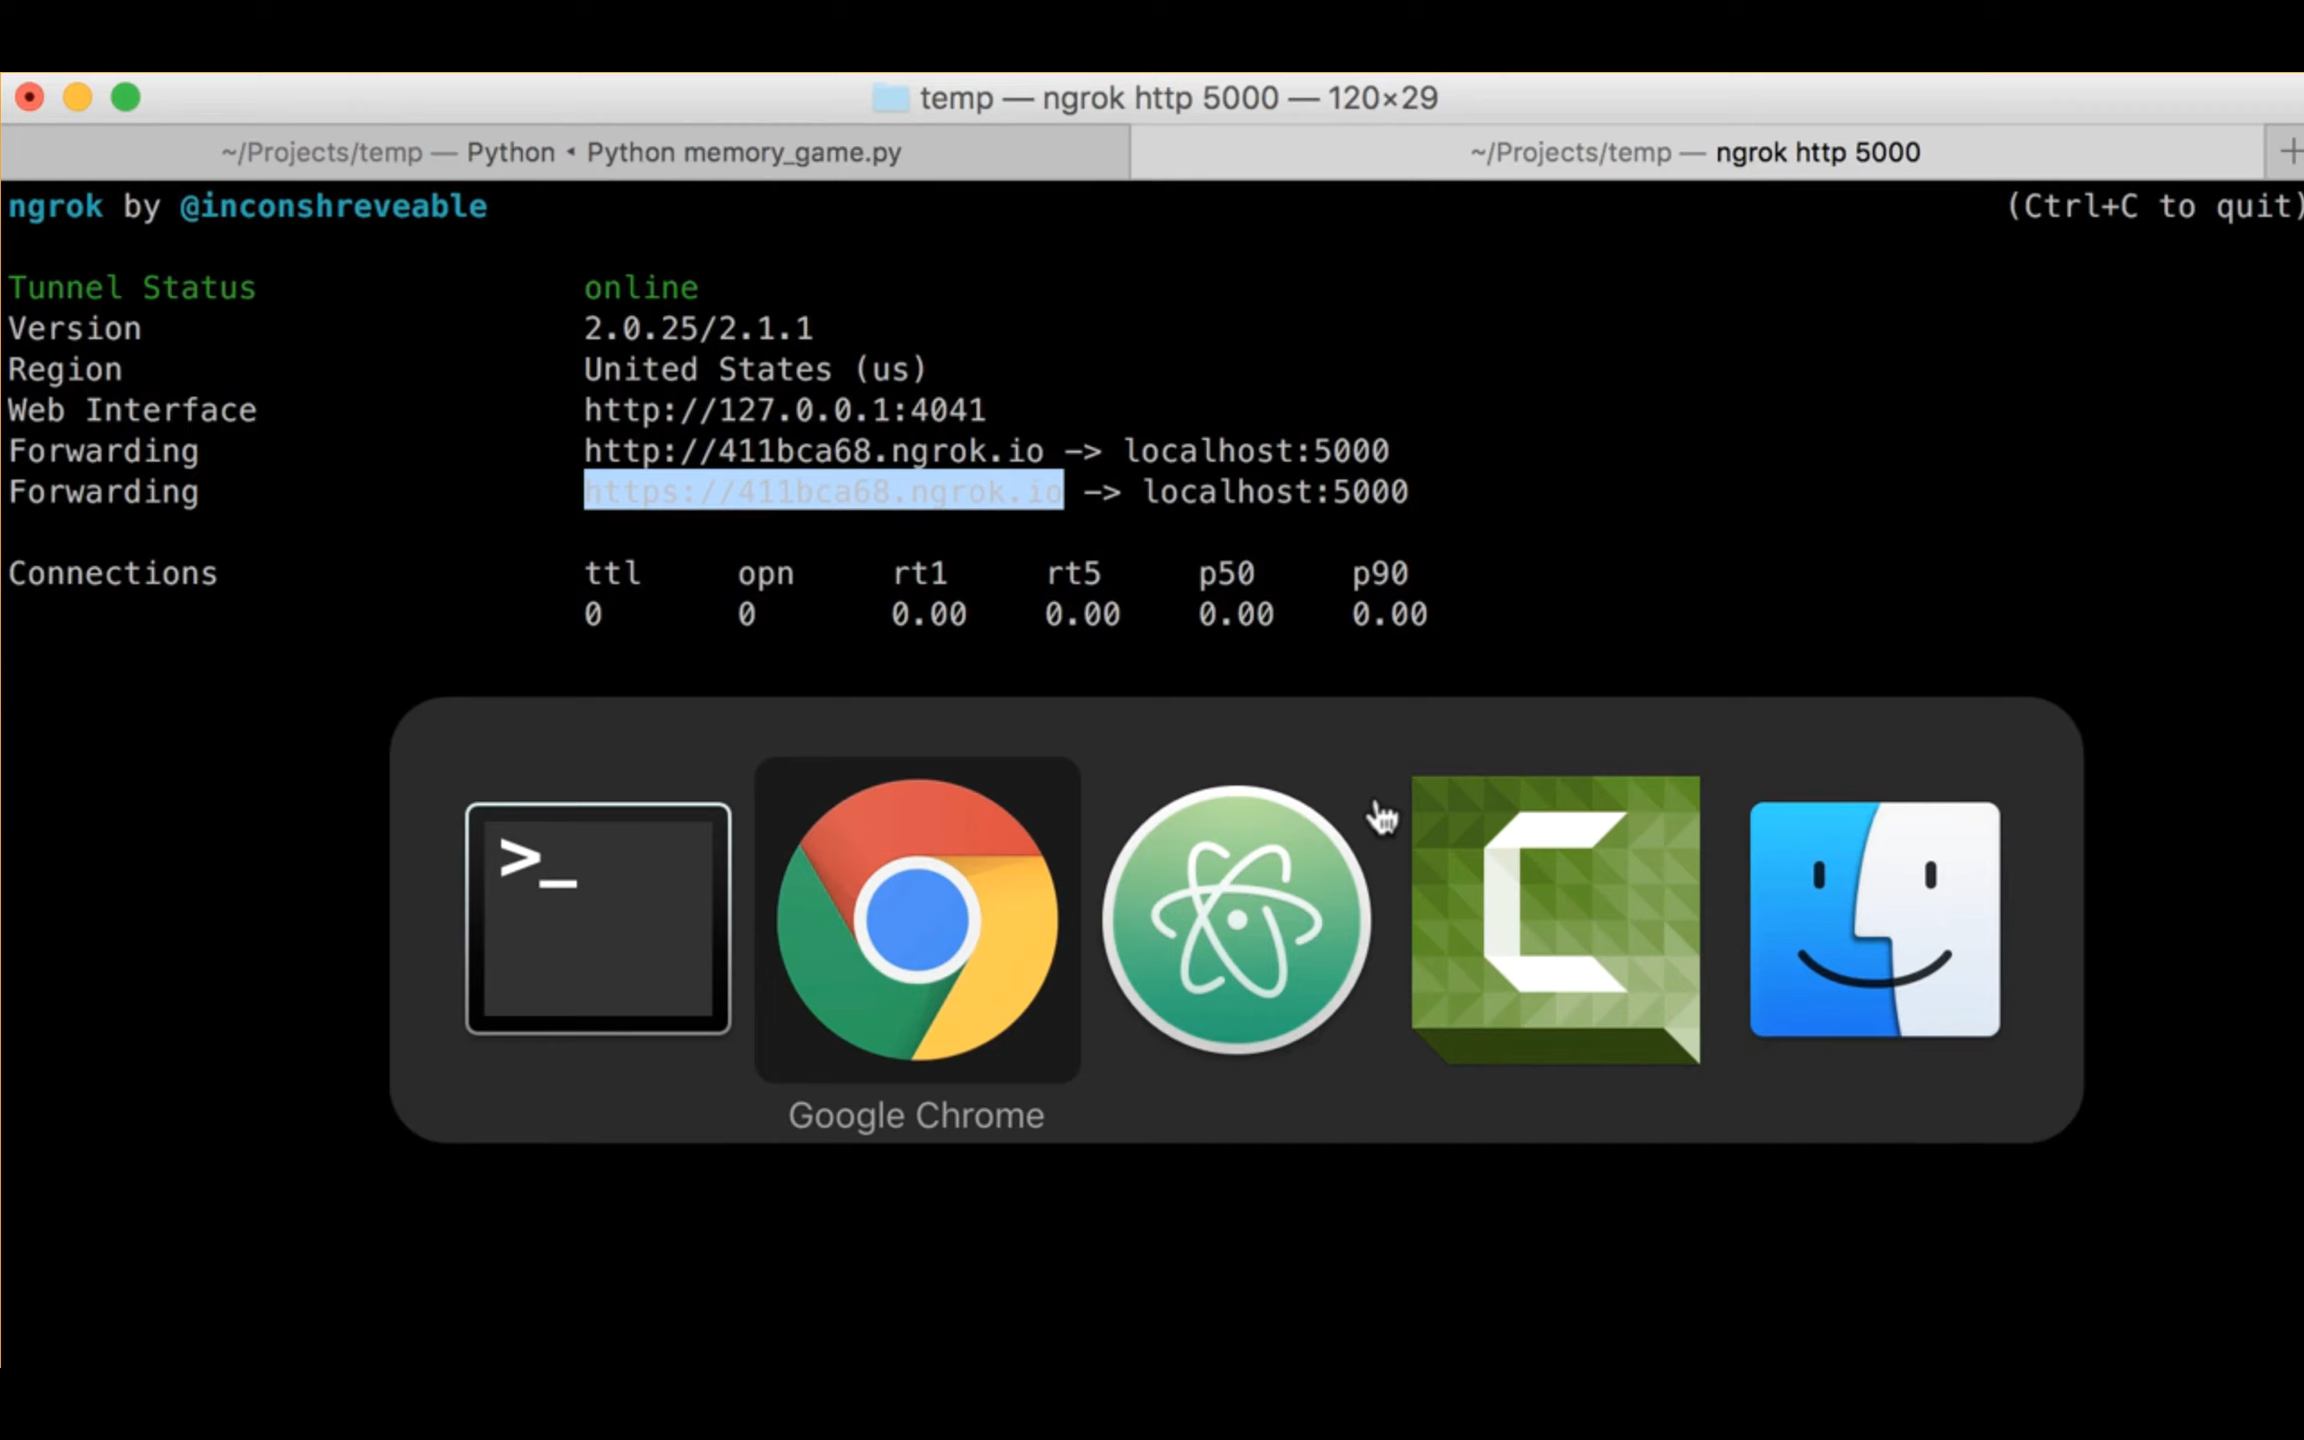 temp — ngrok http 5000 — 120×29
~/Projects/temp — Python ◂ Python memory_game.py
~/Projects/temp — ngrok http 5000
ngrok by @inconshreveable (Ctrl+C to quit)
Tunnel Status online
Version 2.0.25/2.1.1
Region United States (us)
Web Interface http://127.0.0.1:4041
Forwarding http://411bca68.ngrok.io -> localhost:5000
Forwarding https://411bca68.ngrok.io -> localhost:5000
Connections ttl opn rt1 rt5 p50 p90
0 0 0.00 0.00 0.00 0.00
>_
Google Chrome